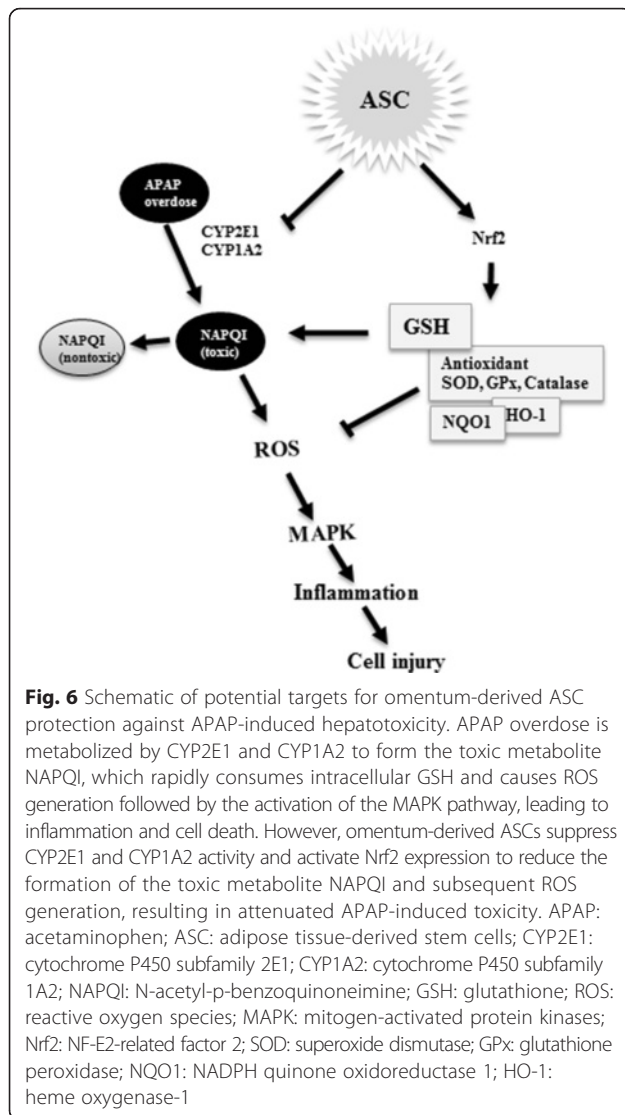 ASC
APAP
overdose
CYP2E1
CYP1A2
Nrf2
GSH
NAPQI
(toxic)
NAPQI
(nontoxic)
Antioxidant
SOD, GPx, Catalase
NQO1
HO-1
ROS
MAPK
Inflammation
Cell injury
Fig. 6 Schematic of potential targets for omentum-derived ASC
protection against APAP-induced hepatotoxicity. APAP overdose is
metabolized by CYP2E1 and CYP1A2 to form the toxic metabolite
NAPQI, which rapidly consumes intracellular GSH and causes ROS
generation followed by the activation of the MAPK pathway, leading to
inflammation and cell death. However, omentum-derived ASCs suppress
CYP2E1 and CYP1A2 activity and activate Nrf2 expression to reduce the
formation of the toxic metabolite NAPQI and subsequent ROS
generation, resulting in attenuated APAP-induced toxicity. APAP:
acetaminophen; ASC: adipose tissue-derived stem cells; CYP2E1:
cytochrome P450 subfamily 2E1; CYP1A2: cytochrome P450 subfamily
1A2; NAPQI: N-acetyl-p-benzoquinoneimine; GSH: glutathione; ROS:
reactive oxygen species; MAPK: mitogen-activated protein kinases;
Nrf2: NF-E2-related factor 2; SOD: superoxide dismutase; GPx: glutathione
peroxidase; NQO1: NADPH quinone oxidoreductase 1; HO-1:
heme oxygenase-1